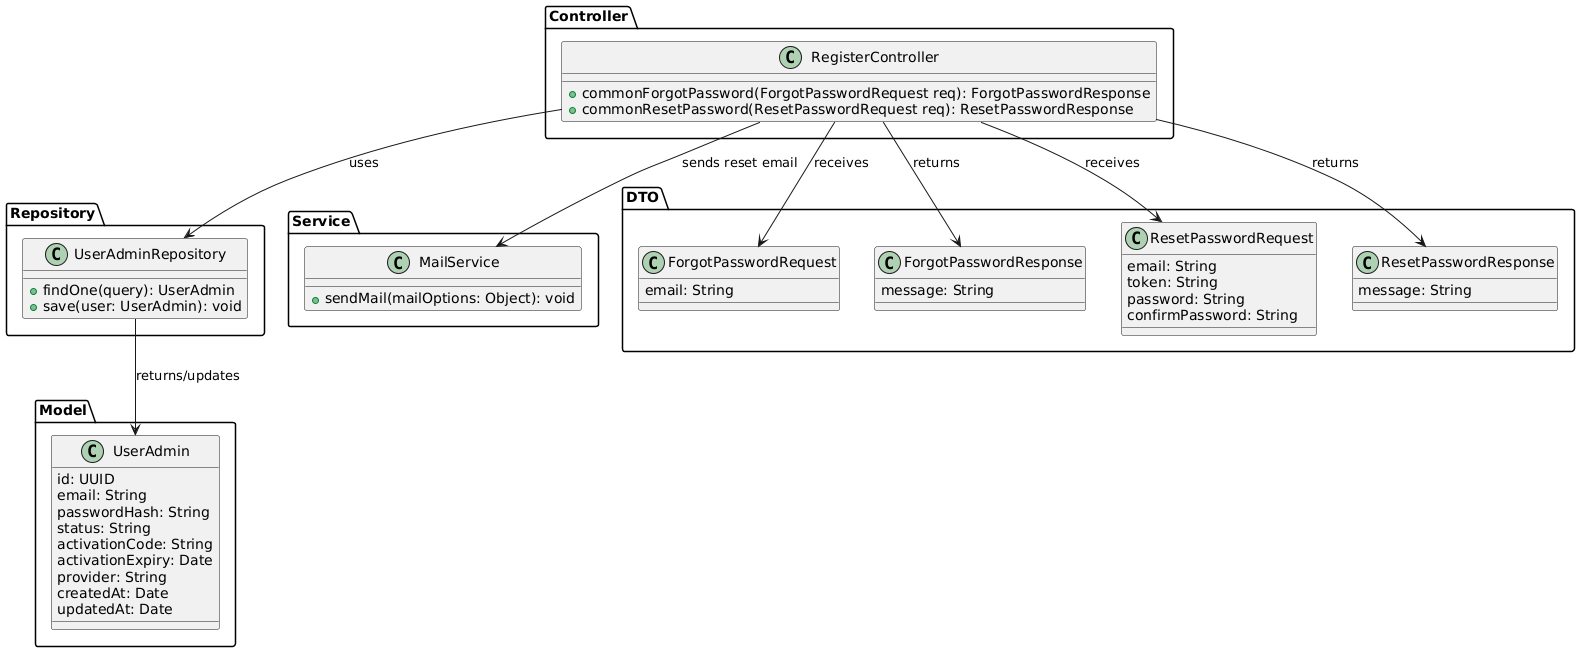 Controller
C RegisterController
commonForgotPassword(ForgotPasswordRequest req): ForgotPasswordResponse
commonResetPassword(ResetPasswordRequest req): ResetPasswordResponse
uses
sends reset email
receives
returns
receives
returns
Repository
C UserAdminRepository
findOne(query): UserAdmin
save(user: UserAdmin): void
Service
C MailService
sendMail(mailOptions: Object): void
DTO
C ForgotPasswordRequest
email: String
C ForgotPasswordResponse
message: String
C ResetPasswordRequest
email: String
token: String
password: String
confirmPassword: String
C ResetPasswordResponse
message: String
returns/updates
Model
C UserAdmin
id: UUID
email: String
passwordHash: String
status: String
activationCode: String
activationExpiry: Date
provider: String
createdAt: Date
updatedAt: Date